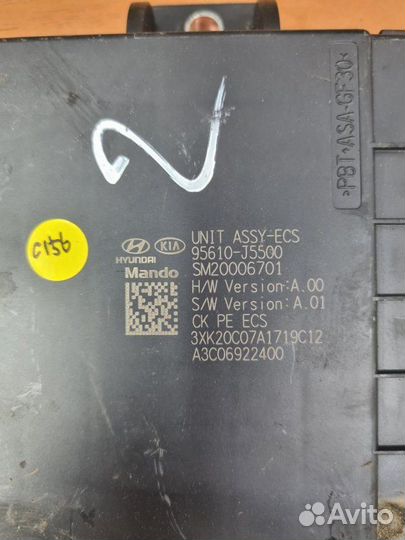 >PBT+ASA-GF30<
2
C156
HYUNDAI KIA
Mando
UNIT ASSY-ECS
95610-J5500
SM20006701
H/W Version:A.00
S/W Version:A.01
CK PE ECS
3XK20C07A1719C12
A3C06922400
Avito